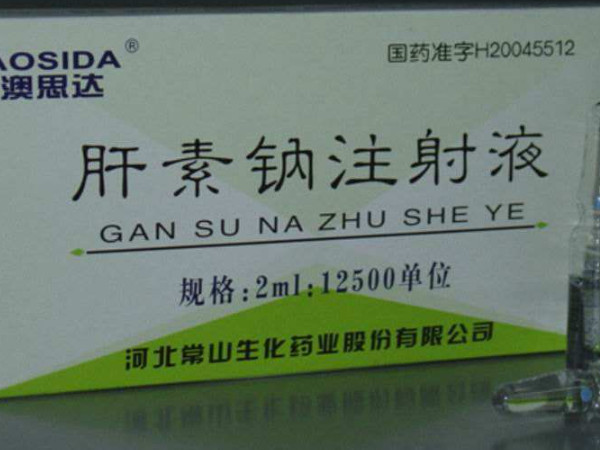 AOSIDA®
澳思达
国药准字H20045512
肝素钠注射液
GAN SU NA ZHU SHE YE
规格:2ml:12500单位
河北常山生化药业股份有限公司